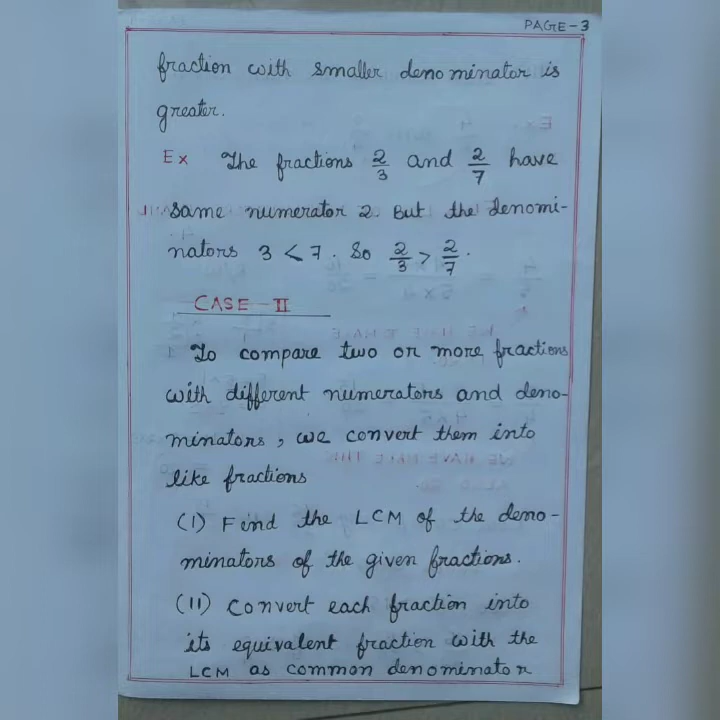 PAGE-3
fraction with smaller denominator is
greater.
Ex The fractions 2/3 and 2/7 have
same numerator 2. But the denomi-
nators 3 < 7. So 2/3 > 2/7.
CASE-II
To compare two or more fractions
with different numerators and deno-
minators, we convert them into
like fractions
(I) Find the LCM of the deno-
minators of the given fractions.
(II) Convert each fraction into
its equivalent fraction with the
LCM as common denominator